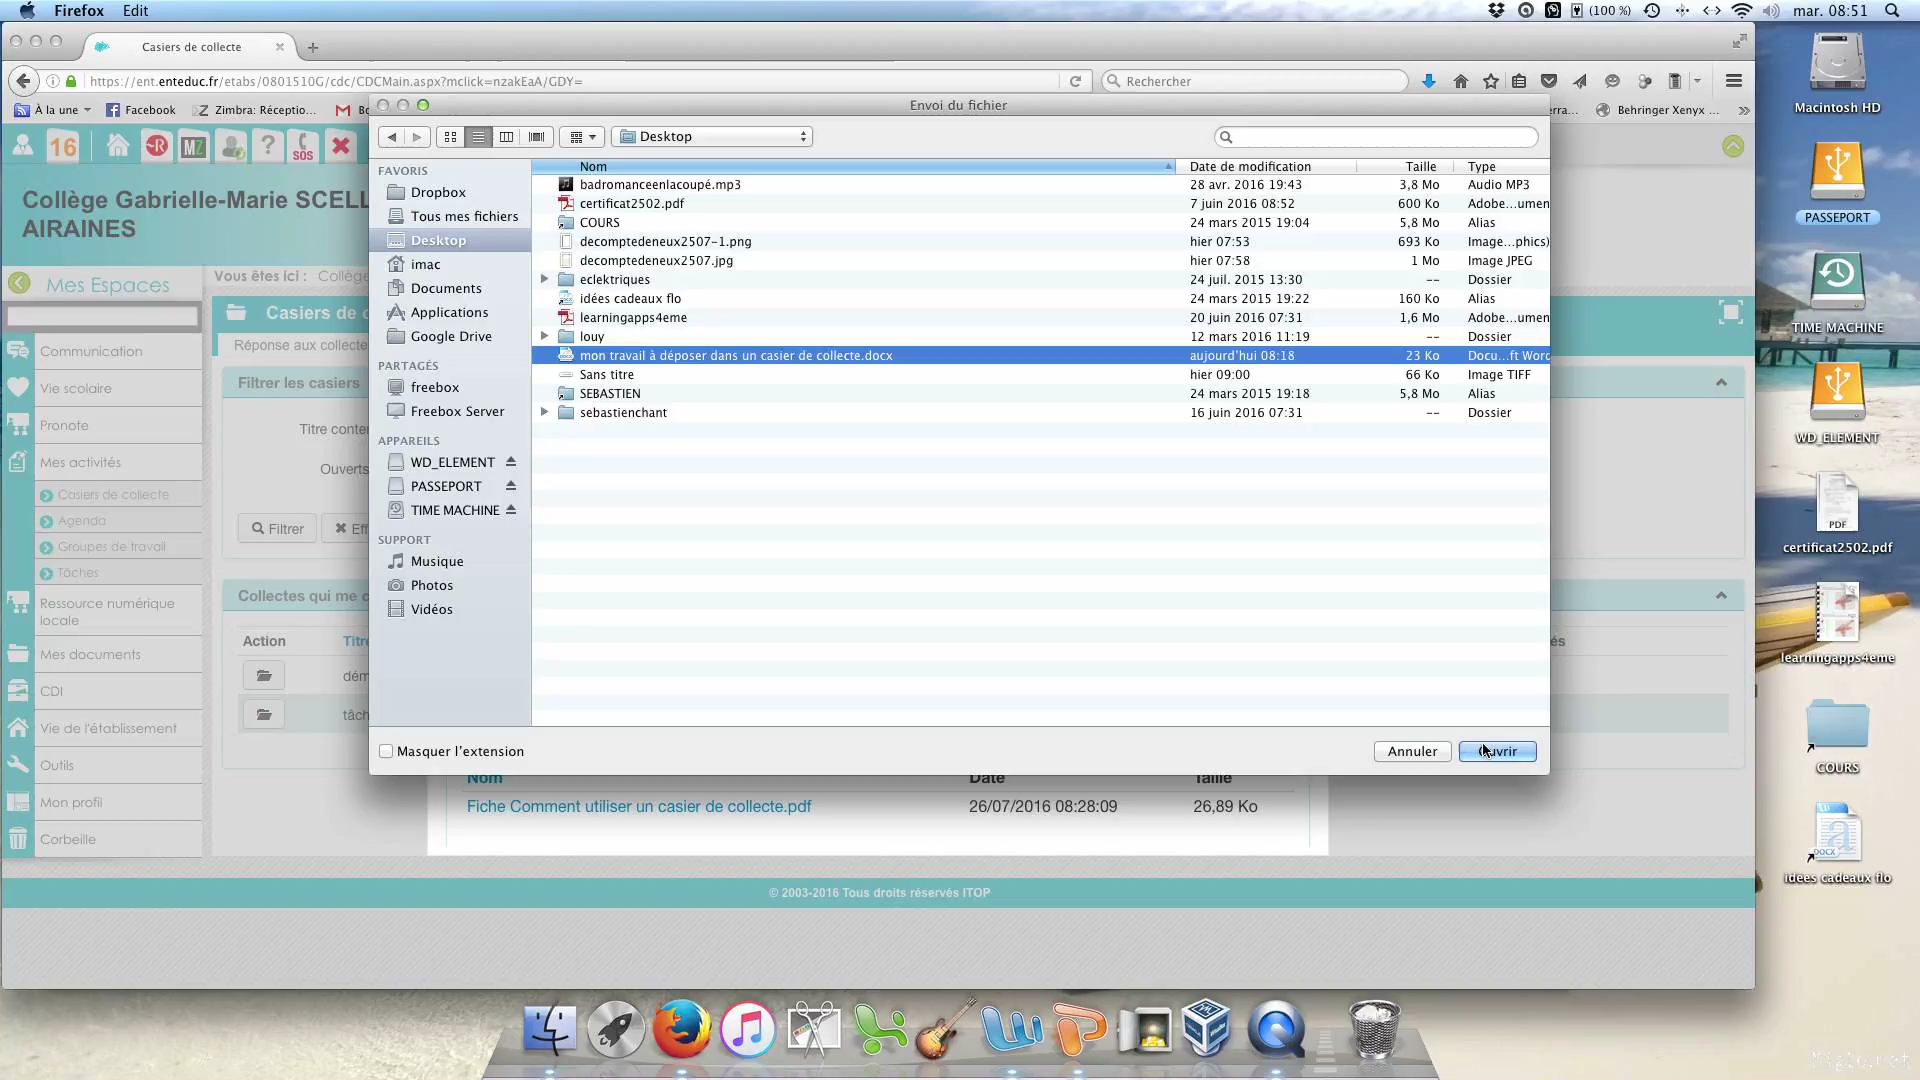 Firefox Edit (100 %) mar. 08:51
Casiers de collecte
https://ent.enteduc.fr/etabs/0801510G/cdc/CDCMain.aspx?mclick=nzakEaA/GDY= Rechercher
À la une Facebook Zimbra: Réceptio... Behringer Xenyx ...
Envoi du fichier
Desktop
16 MZ SOS
Collège Gabrielle-Marie SCELL
AIRAINES
Mes Espaces
Vous êtes ici : Collèg
Casiers de c
Réponse aux collecte
Communication
Vie scolaire
Pronote
Mes activités
Casiers de collecte
Agenda
Groupes de travail
Tâches
Ressource numérique
locale
Mes documents
CDI
Vie de l'établissement
Outils
Mon profil
Corbeille
Filtrer les casiers
Titre conten
Ouverts
Filtrer Eff
Collectes qui me c
Action Titre
dém
tâch
és
FAVORIS
Dropbox
Tous mes fichiers
Desktop
imac
Documents
Applications
Google Drive
PARTAGÉS
freebox
Freebox Server
APPAREILS
WD_ELEMENT
PASSEPORT
TIME MACHINE
SUPPORT
Musique
Photos
Vidéos
Nom Date de modification Taille Type
badromanceenlacoupé.mp3 28 avr. 2016 19:43 3,8 Mo Audio MP3
certificat2502.pdf 7 juin 2016 08:52 600 Ko Adobe...umen
COURS 24 mars 2015 19:04 5,8 Mo Alias
decomptedeneux2507-1.png hier 07:53 693 Ko Image...phics)
decomptedeneux2507.jpg hier 07:58 1 Mo Image JPEG
eclektriques 24 juil. 2015 13:30 -- Dossier
idées cadeaux flo 24 mars 2015 19:22 160 Ko Alias
learningapps4eme 20 juin 2016 07:31 1,6 Mo Adobe...umen
louy 12 mars 2016 11:19 -- Dossier
mon travail à déposer dans un casier de collecte.docx aujourd'hui 08:18 23 Ko Docu...ft Word
Sans titre hier 09:00 66 Ko Image TIFF
SEBASTIEN 24 mars 2015 19:18 5,8 Mo Alias
sebastienchant 16 juin 2016 07:31 -- Dossier
Masquer l'extension Annuler Ouvrir
Nom Date Taille
Fiche Comment utiliser un casier de collecte.pdf 26/07/2016 08:28:09 26,89 Ko
© 2003-2016 Tous droits réservés ITOP
Macintosh HD
PASSEPORT
TIME MACHINE
WD_ELEMENT
PDF
certificat2502.pdf
learningapps4eme
COURS
DOCX
idées cadeaux flo